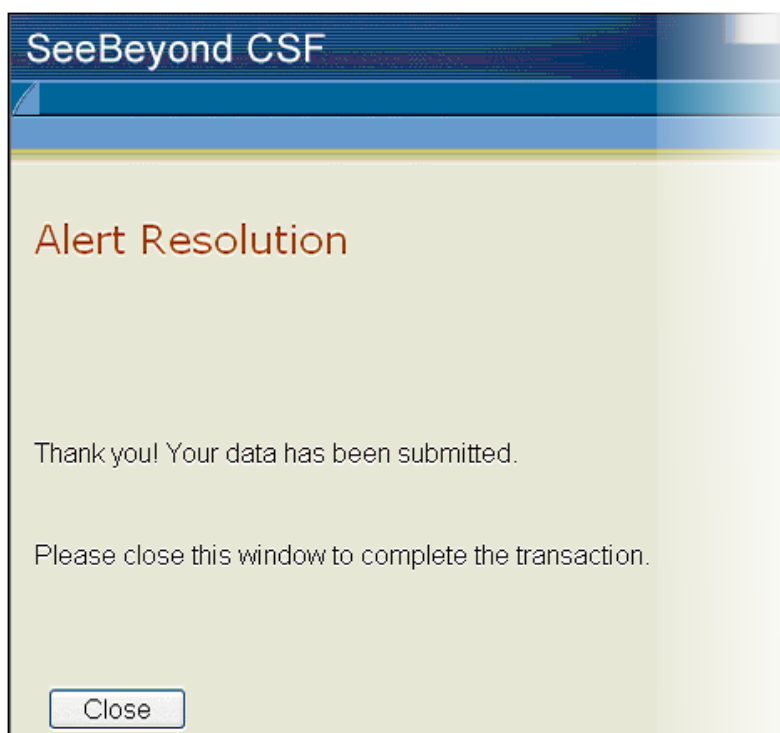 SeeBeyond CSF
Alert Resolution
Thank you! Your data has been submitted.
Please close this window to complete the transaction.
Close